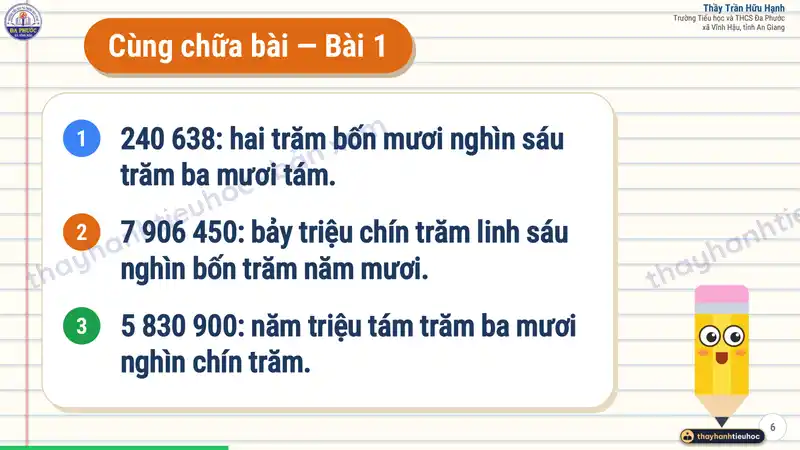 Thầy Trần Hữu Hạnh
Trường Tiểu học và THCS Đa Phước
xã Vĩnh Hậu, tỉnh An Giang
ĐA PHƯỚC
Cùng chữa bài – Bài 1
1 240 638: hai trăm bốn mươi nghìn sáu
trăm ba mươi tám.
2 7 906 450: bảy triệu chín trăm linh sáu
nghìn bốn trăm năm mươi.
3 5 830 900: năm triệu tám trăm ba mươi
nghìn chín trăm.
thayhanhtieuhoc
6